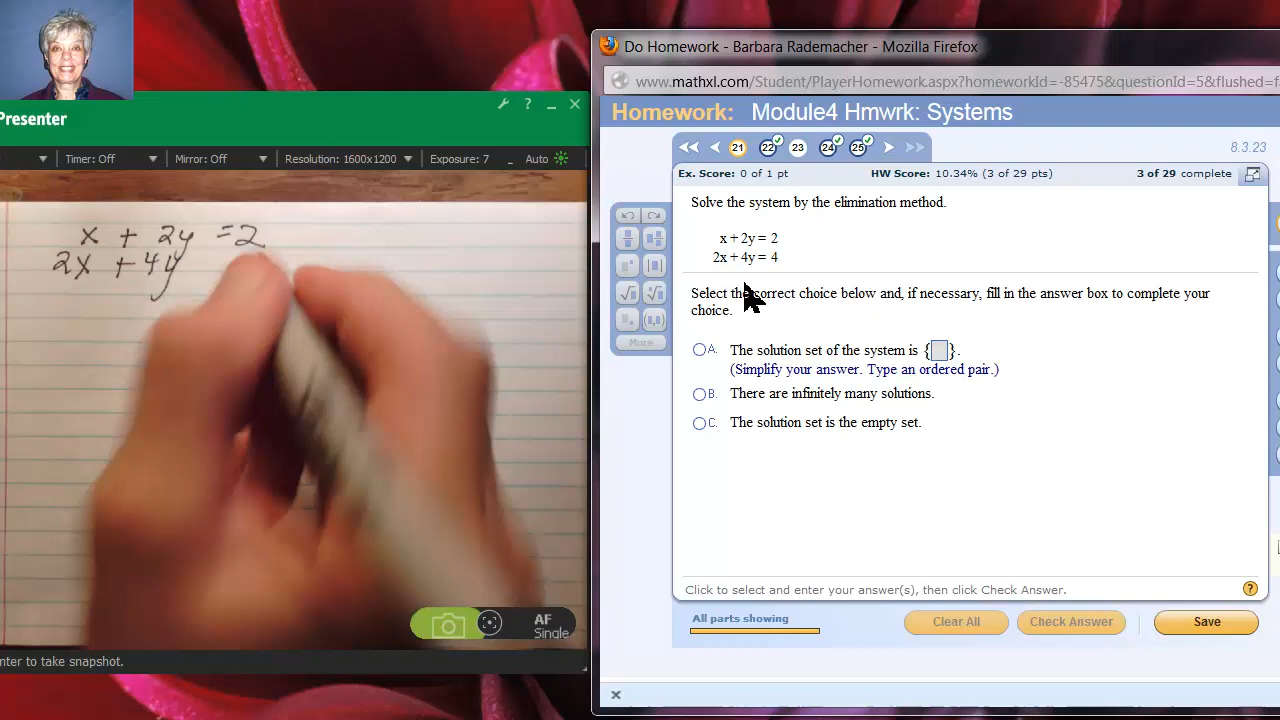 Presenter
Timer: Off
Mirror: Off
Resolution: 1600x1200
Exposure: 7
Auto
x + 2y = 2
2x + 4y
AF
Single
nter to take snapshot.
Do Homework - Barbara Rademacher - Mozilla Firefox
www.mathxl.com/Student/PlayerHomework.aspx?homeworkId=-85475&questionId=5&flushed=f
Homework: Module4 Hmwrk: Systems
21 22 23 24 25
8.3.23
Ex. Score: 0 of 1 pt HW Score: 10.34% (3 of 29 pts) 3 of 29 complete
Solve the system by the elimination method.
x + 2y = 2
2x + 4y = 4
Select the correct choice below and, if necessary, fill in the answer box to complete your
choice.
A. The solution set of the system is { }.
(Simplify your answer. Type an ordered pair.)
B. There are infinitely many solutions.
C. The solution set is the empty set.
More
Click to select and enter your answer(s), then click Check Answer.
All parts showing
Clear All
Check Answer
Save